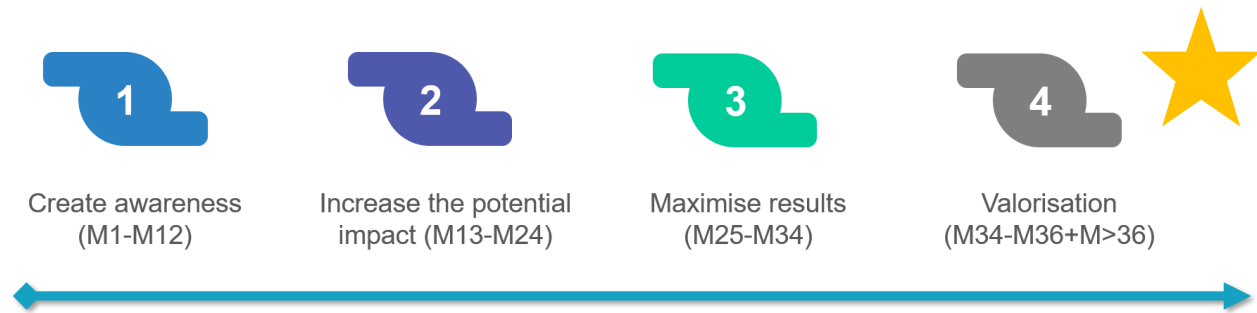 1
2
3
4
Create awareness
(M1-M12)
Increase the potential
impact (M13-M24)
Maximise results
(M25-M34)
Valorisation
(M34-M36+M>36)